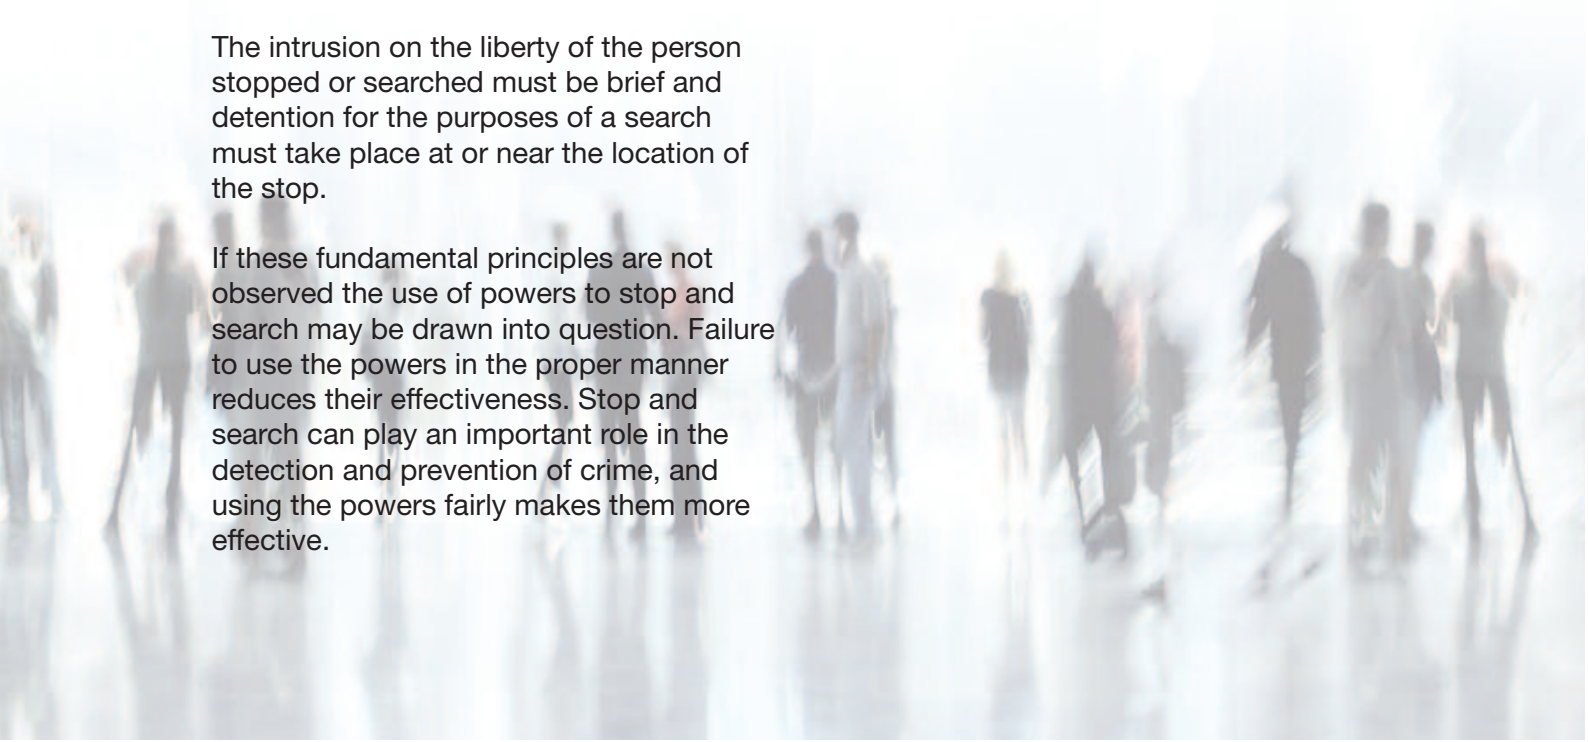 The intrusion on the liberty of the person
stopped or searched must be brief and
detention for the purposes of a search
must take place at or near the location of
the stop.
If these fundamental principles are not
observed the use of powers to stop and
search may be drawn into question. Failure
to use the powers in the proper manner
reduces their effectiveness. Stop and
search can play an important role in the
detection and prevention of crime, and
using the powers fairly makes them more
effective.